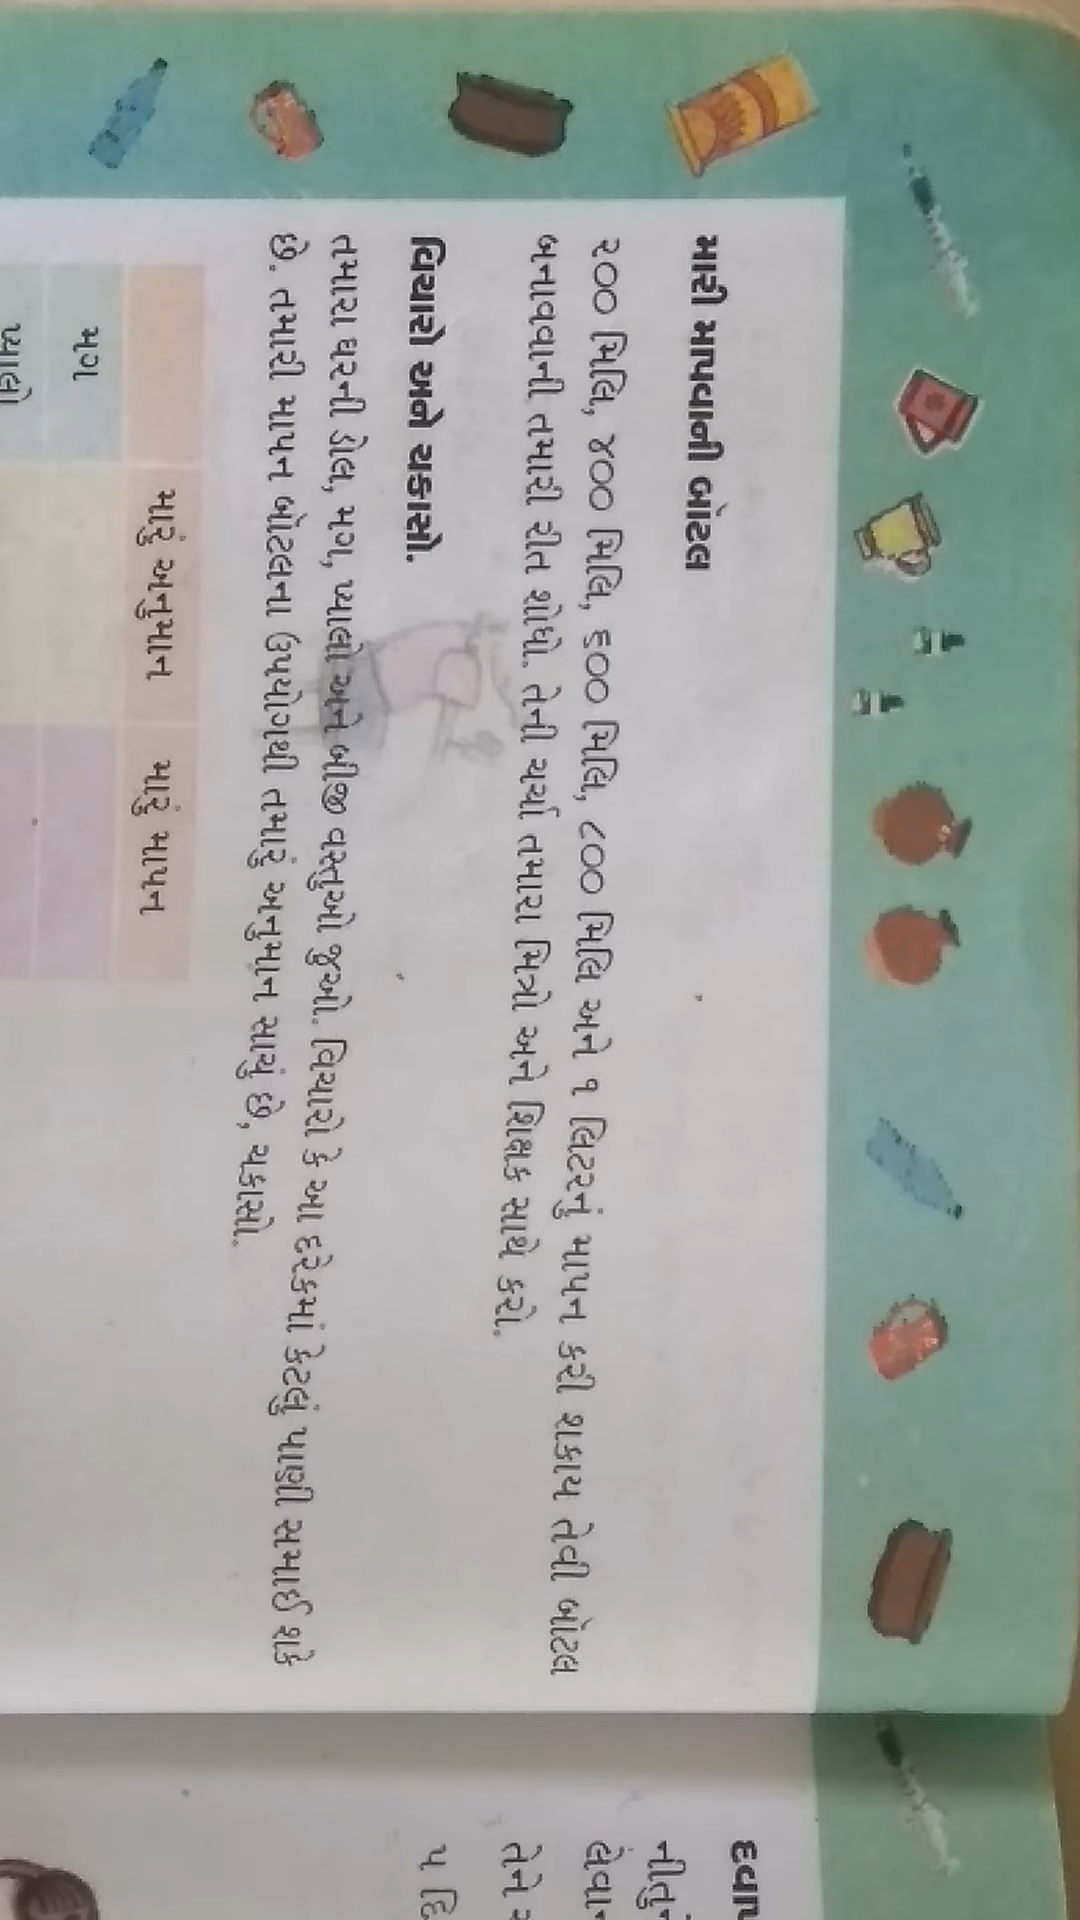 મારી માપવાની બોટલ
૨૦૦ મિલિ, ૪૦૦ મિલિ, ૬૦૦ મિલિ, ૮૦૦ મિલિ અને ૧ લિટરનું માપન કરી શકાય તેવી બોટલ
બનાવવાની તમારી રીત શોધો. તેની ચર્ચા તમારા મિત્રો અને શિક્ષક સાથે કરો.
વિચારો અને ચકાસો.
તમારા ઘરની ડોલ, મગ, પ્યાલો અને બીજી વસ્તુઓ જુઓ. વિચારો કે આ દરેકમાં કેટલું પાણી સમાઈ શકે
છે. તમારી માપન બોટલના ઉપયોગથી તમારું અનુમાન સાચું છે, ચકાસો.
મારું અનુમાન મારું માપન
મગ
પ્યાલો
તેને
૫